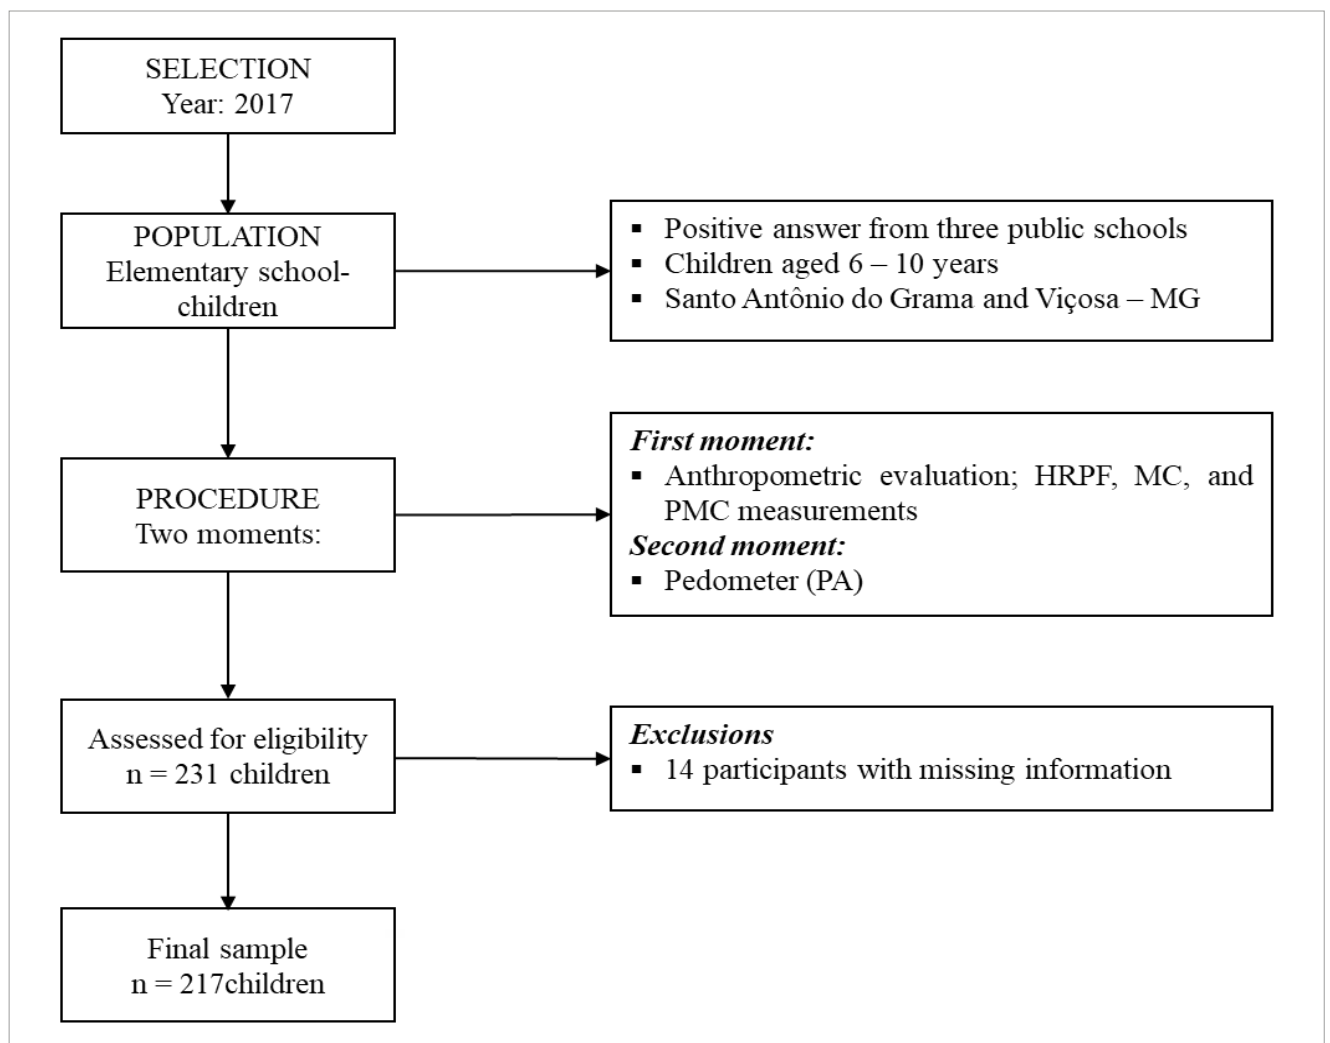 SELECTION
Year: 2017
POPULATION
Elementary school-
children
▪ Positive answer from three public schools
▪ Children aged 6 – 10 years
▪ Santo Antônio do Grama and Viçosa – MG
PROCEDURE
Two moments:
First moment:
▪ Anthropometric evaluation; HRPF, MC, and
PMC measurements
Second moment:
▪ Pedometer (PA)
Assessed for eligibility
n = 231 children
Exclusions
▪ 14 participants with missing information
Final sample
n = 217children